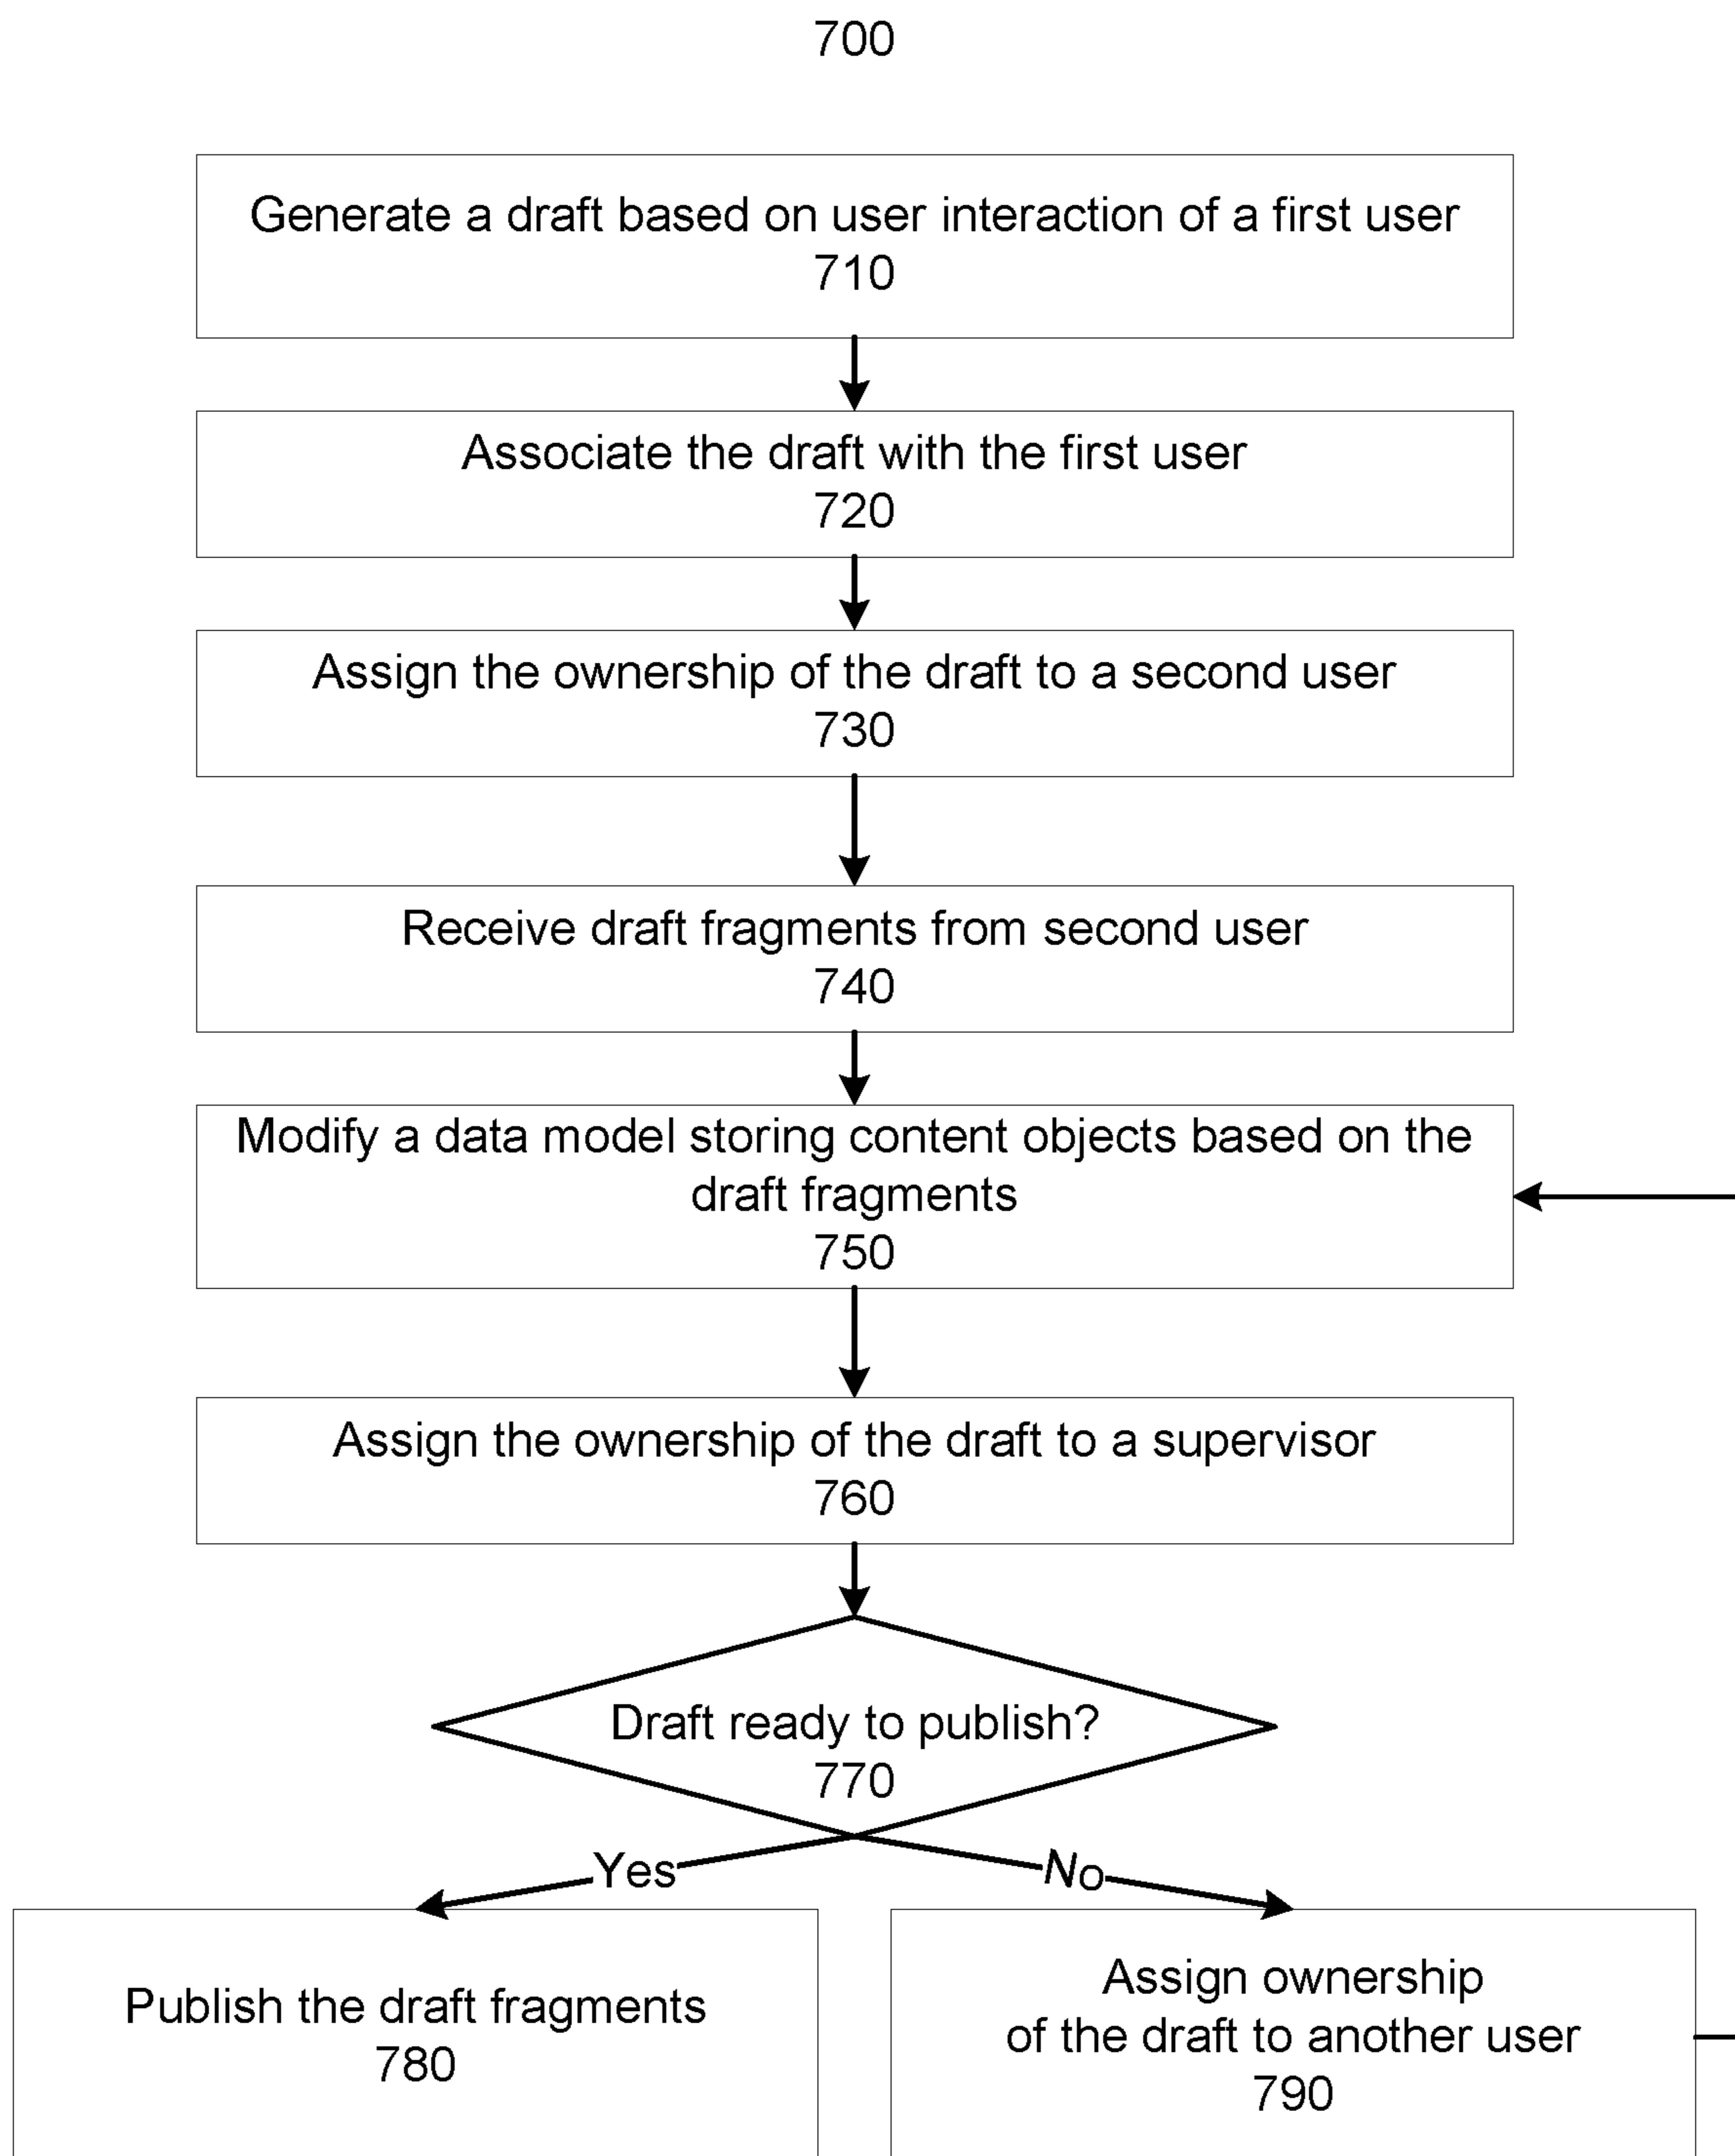 700
Generate a draft based on user interaction of a first user
710
Associate the draft with the first user
720
Assign the ownership of the draft to a second user
730
Receive draft fragments from second user
740
Modify a data model storing content objects based on the
draft fragments
750
Assign the ownership of the draft to a supervisor
760
Draft ready to publish?
770
Yes
No
Publish the draft fragments
780
Assign ownership
of the draft to another user
790